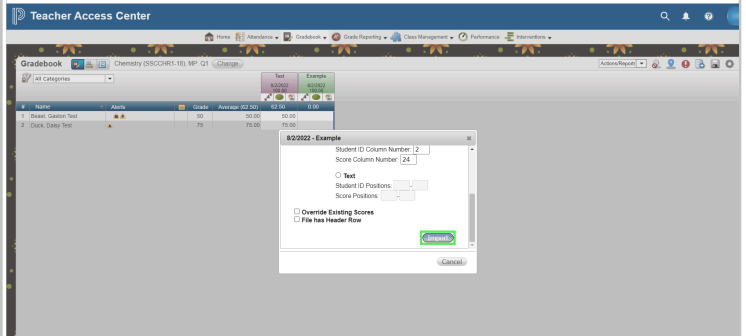 Teacher Access Center
Home Attendance Gradebook Grade Reporting Class Management Performance Interventions
Gradebook Chemistry (SSCCHR1-18) MP Q1 Change Actions/Reports
All Categories Test Example
8/2/2022 8/2/2022
100.00 100.00
# Name Alerts Grade Average (62.50) 62.50 0.00
1 Beast, Gaston Test 50 50.00 50.00
2 Duck, Daisy Test 75 75.00 75.00
8/2/2022 - Example
Student ID Column Number: 2
Score Column Number: 24
Text
Student ID Positions: -
Score Positions: -
Override Existing Scores
File has Header Row
Import
Cancel